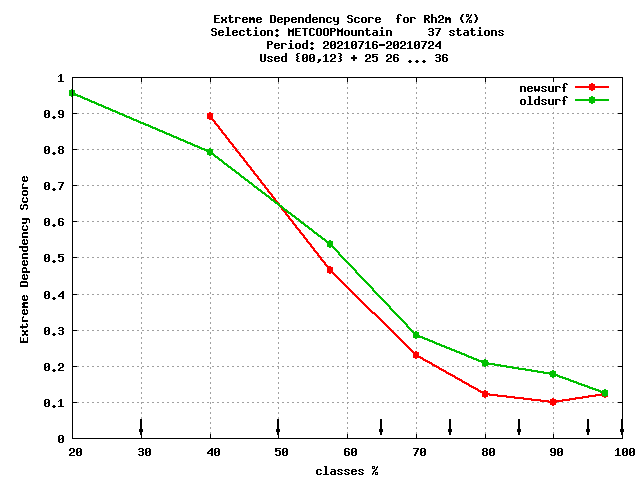 Extreme Dependency Score  for Rh2m (%)
Selection: METCOOPMountain     37 stations
Period: 20210716-20210724
Used {00,12} + 25 26 ... 36
newsurf
oldsurf
Extreme Dependency Score
1
0.9
0.8
0.7
0.6
0.5
0.4
0.3
0.2
0.1
0
20 30 40 50 60 70 80 90 100
classes %